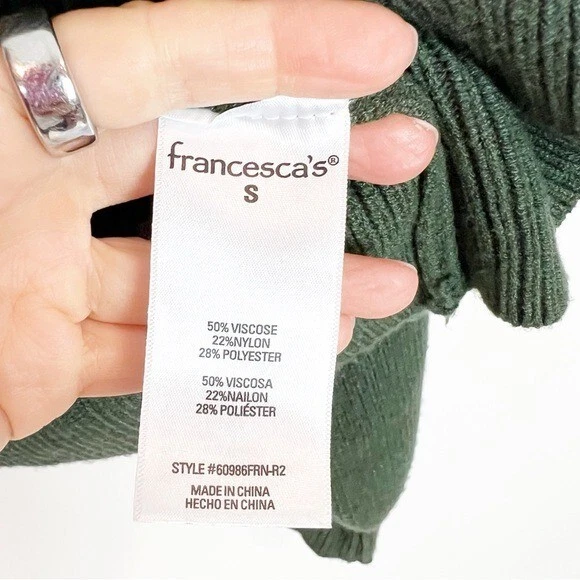 francesca's®
S
50% VISCOSE
22%NYLON
28% POLYESTER
50% VISCOSA
22%NAILON
28% POLIÉSTER
STYLE #60986FRN-R2
MADE IN CHINA
HECHO EN CHINA